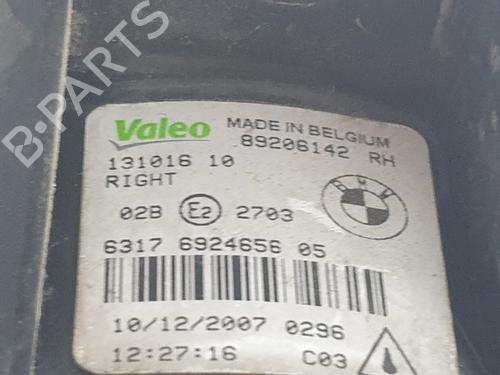 B-PARTS
Valeo MADE IN BELGIUM
89206142 RH
131016 10
RIGHT
02B E2 2703
6317 6924656 05
10/12/2007 0296
12:27:16 C03